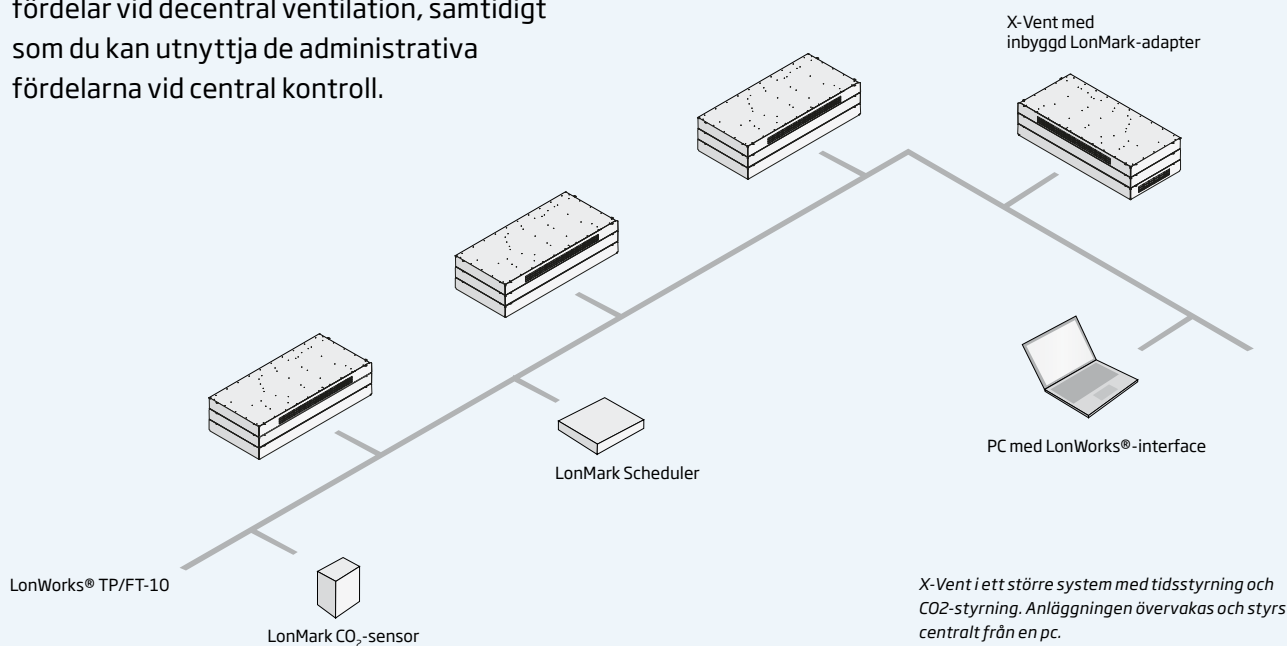 fördelar vid decentral ventilation, samtidigt
som du kan utnyttja de administrativa
fördelarna vid central kontroll.
X-Vent med
inbyggd LonMark-adapter
PC med LonWorks®-interface
LonMark Scheduler
LonWorks® TP/FT-10
LonMark CO₂-sensor
X-Vent i ett större system med tidsstyrning och
CO2-styrning. Anläggningen övervakas och styrs
centralt från en pc.